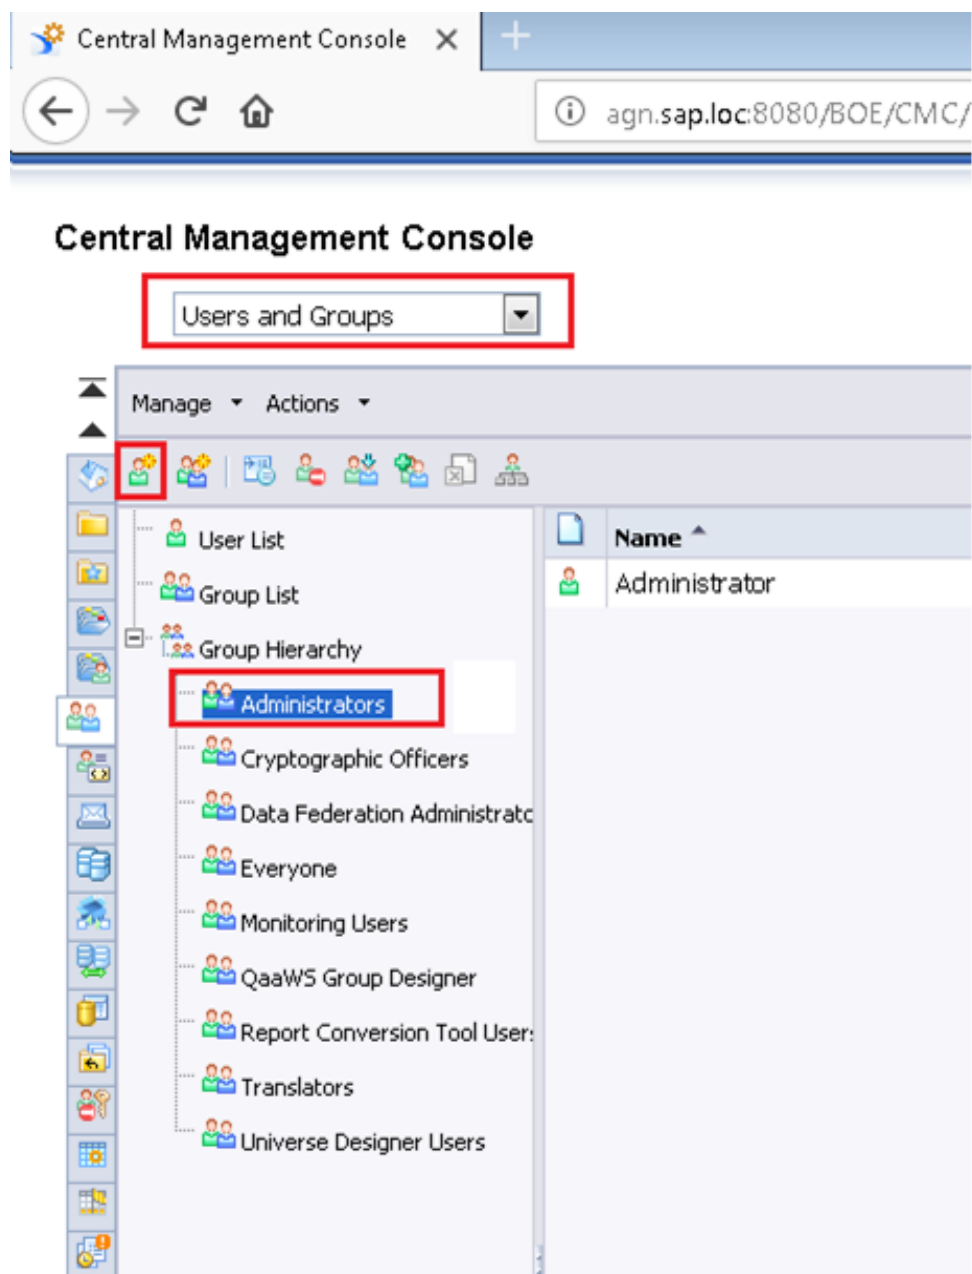 Central Management Console
agn.sap.loc:8080/BOE/CMC/
Central Management Console
Users and Groups
Manage Actions
User List
Group List
Group Hierarchy
Administrators
Cryptographic Officers
Data Federation Administratc
Everyone
Monitoring Users
QaaWS Group Designer
Report Conversion Tool User
Translators
Universe Designer Users
Name
Administrator